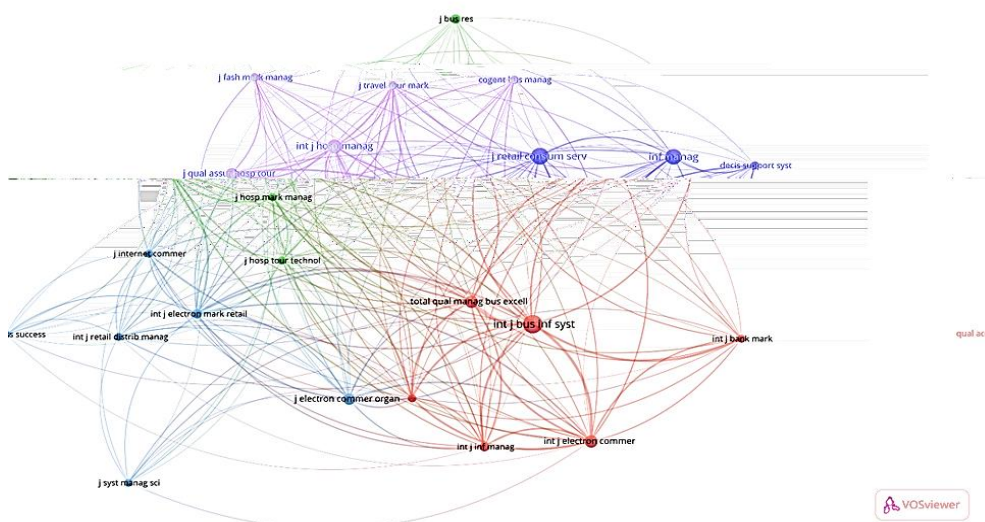 j bus res
j fash mark manag
j travel tour mark
cogent bus manag
int j hosp manag
j retail consum serv
inf manag
decis support syst
j qual assur hosp tour
j hosp mark manag
j internet commer
j hosp tour technol
total qual manag bus excell
int j electron mark retail
int j bus inf syst
is success
int j retail distrib manag
int j bank mark
qual ac
j electron commer organ
int j inf manag
int j electron commer
j syst manag sci
VOSviewer